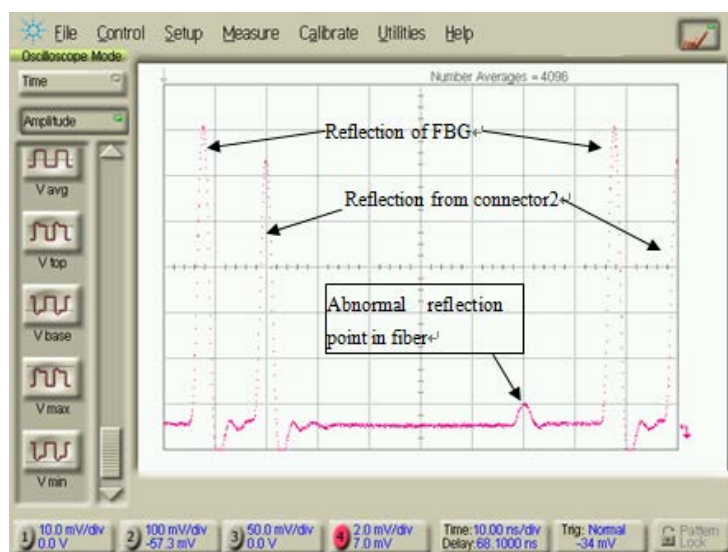 File Control Setup Measure Calibrate Utilities Help
Oscilloscope Mode
Time
Number Averages = 4096
Amplitude
Reflection of FBG↵
V avg
Reflection from connector2↵
V top
Abnormal reflection
point in fiber↵
V base
V max
V min
1 10.0 mV/div 2 100 mV/div 3 50.0 mV/div 4 2.0 mV/div Time:10.00 ns/div Trig: Normal Pattern
0.0 V -57.3 mV 0.0 V 7.0 mV Delay:68.1000 ns -34 mV Lock